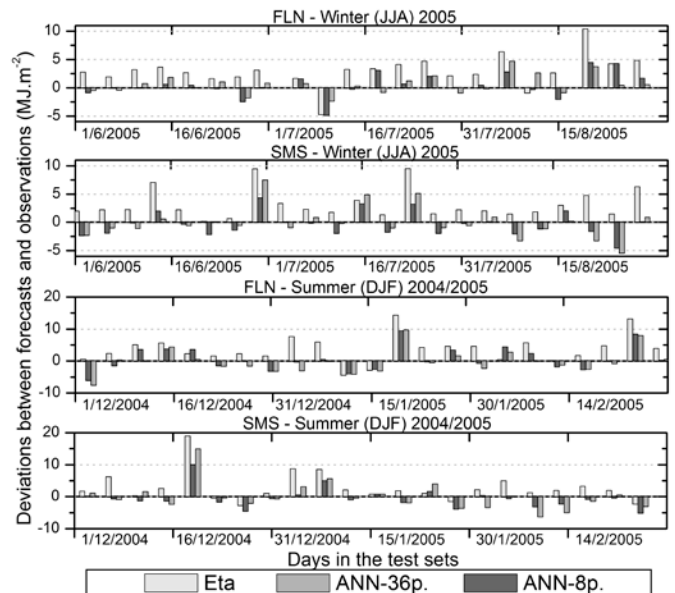 Deviations between forecasts and observations (MJ.m-2)
FLN - Winter (JJA) 2005
10
5
0
-5
1/6/2005 16/6/2005 1/7/2005 16/7/2005 31/7/2005 15/8/2005
SMS - Winter (JJA) 2005
10
5
0
-5
1/6/2005 16/6/2005 1/7/2005 16/7/2005 31/7/2005 15/8/2005
FLN - Summer (DJF) 2004/2005
20
10
0
-10
1/12/2004 16/12/2004 31/12/2004 15/1/2005 30/1/2005 14/2/2005
SMS - Summer (DJF) 2004/2005
20
10
0
-10
1/12/2004 16/12/2004 31/12/2004 15/1/2005 30/1/2005 14/2/2005
Days in the test sets
Eta ANN-36p. ANN-8p.